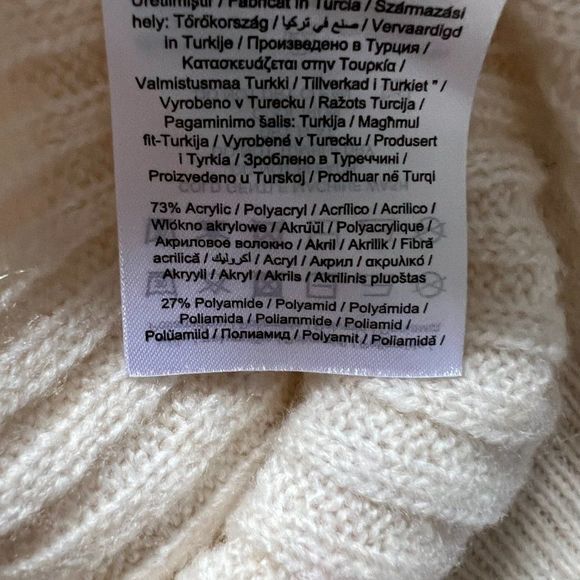 Üretilmiştir / Fabricat în Turcia / Származási
hely: Törökország / صنع في تركيا / Vervaardigd
in Turkije / Произведено в Турция /
Κατασκευάζεται στην Τουρκία /
Valmistusmaa Turkki / Tillverkad i Turkiet " /
Vyrobeno v Turecku / Ražots Turcija /
Pagaminimo šalis: Turkija / Magħmul
fit-Turkija / Vyrobené v Turecku / Produsert
i Tyrkia / Зроблено в Туреччині /
Proizvedeno u Turskoj / Prodhuar në Turqi
73% Acrylic / Polyacryl / Acrílico / Acrilico /
Włókno akrylowe / Akrüül / Polyacrylique /
Акриловое волокно / Akril / Akrilik / Fibră
acrilică / أكروليك / Acryl / Акрил / ακρυλικό /
Akryyli / Akryl / Akrils / Akrilinis pluoštas
27% Polyamide / Polyamid / Polyamida /
Poliamida / Poliammide / Poliamid /
Polüamiid / Полиамид / Polyamit / Poliamidă /